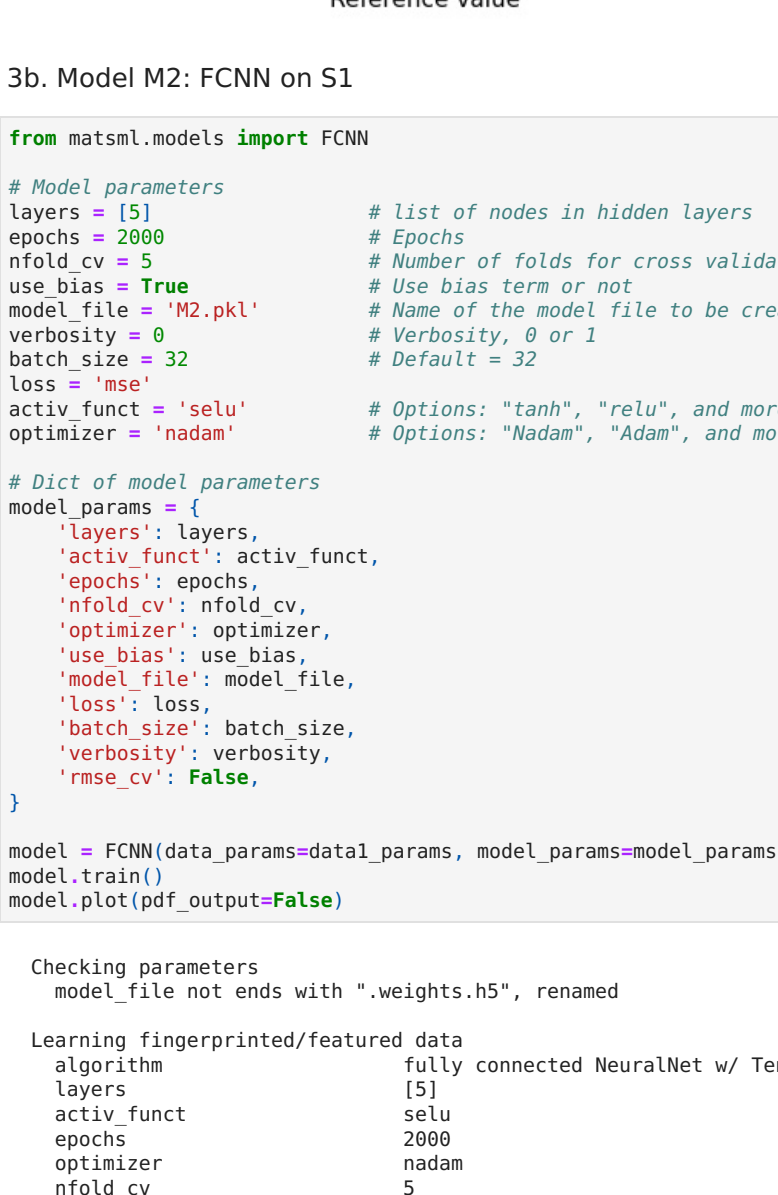 Reference Value
3b. Model M2: FCNN on S1
from matsml.models import FCNN
# Model parameters
layers = [5]                  # list of nodes in hidden layers
epochs = 2000                 # Epochs
nfold_cv = 5                  # Number of folds for cross valida
use_bias = True               # Use bias term or not
model_file = 'M2.pkl'         # Name of the model file to be cre
verbosity = 0                 # Verbosity, 0 or 1
batch_size = 32               # Default = 32
loss = 'mse'
activ_funct = 'selu'          # Options: "tanh", "relu", and mor
optimizer = 'nadam'           # Options: "Nadam", "Adam", and mo
# Dict of model parameters
model_params = {
    'layers': layers,
    'activ_funct': activ_funct,
    'epochs': epochs,
    'nfold_cv': nfold_cv,
    'optimizer': optimizer,
    'use_bias': use_bias,
    'model_file': model_file,
    'loss': loss,
    'batch_size': batch_size,
    'verbosity': verbosity,
    'rmse_cv': False,
}
model = FCNN(data_params=data1_params, model_params=model_params
model.train()
model.plot(pdf_output=False)
Checking parameters
  model_file not ends with ".weights.h5", renamed
Learning fingerprinted/featured data
  algorithm                    fully connected NeuralNet w/ Te
  layers                       [5]
  activ_funct                  selu
  epochs                       2000
  optimizer                    nadam
  nfold_cv                     5